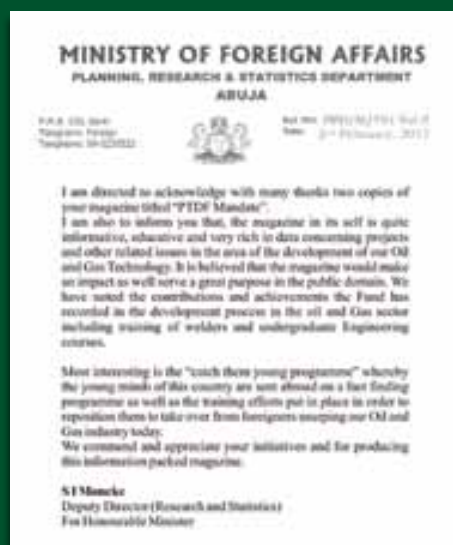 MINISTRY OF FOREIGN AFFAIRS
PLANNING, RESEARCH & STATISTICS DEPARTMENT
ABUJA
I am directed to acknowledge with many thanks two copies of
your magazine titled "PTDF Mandate".
I am also to inform you that, the magazine in its self is quite
informative, educative and very rich in data concerning projects
and other related issues in the area of the development of our Oil
and Gas Technology. It is believed that the magazine would make
an impact as well serve a great purpose in the public domain. We
have noted the contributions and achievements the Fund has
recorded in the development process in the oil and Gas sector
including training of welders and undergraduate Engineering
courses.
Most interesting is the "catch them young programme" whereby
the young minds of this country are sent abroad on a fact finding
programme as well as the training efforts put in place in order to
reposition them to take over from foreigners usurping our Oil and
Gas industry today.
We commend and appreciate your initiatives and for producing
this information packed magazine.
Deputy Director (Research and Statistics)
For Honourable Minister